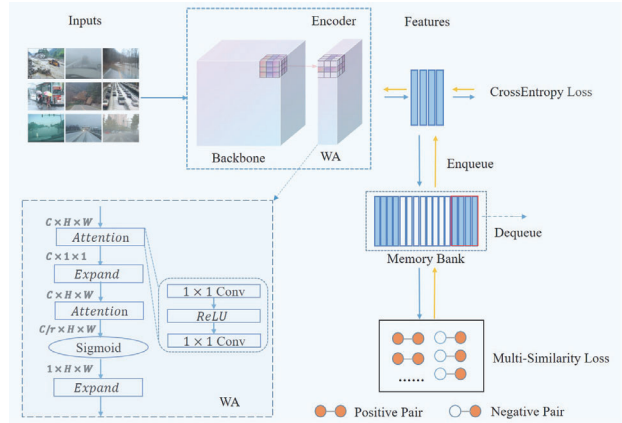 Inputs
Encoder
Features
Backbone
WA
CrossEntropy Loss
Enqueue
Dequeue
Memory Bank
C×H×W
Attention
C×1×1
Expand
C×H×W
Attention
C/r×H×W
Sigmoid
1×H×W
Expand
WA
1 × 1 Conv
ReLU
1 × 1 Conv
Multi-Similarity Loss
......
Positive Pair
Negative Pair